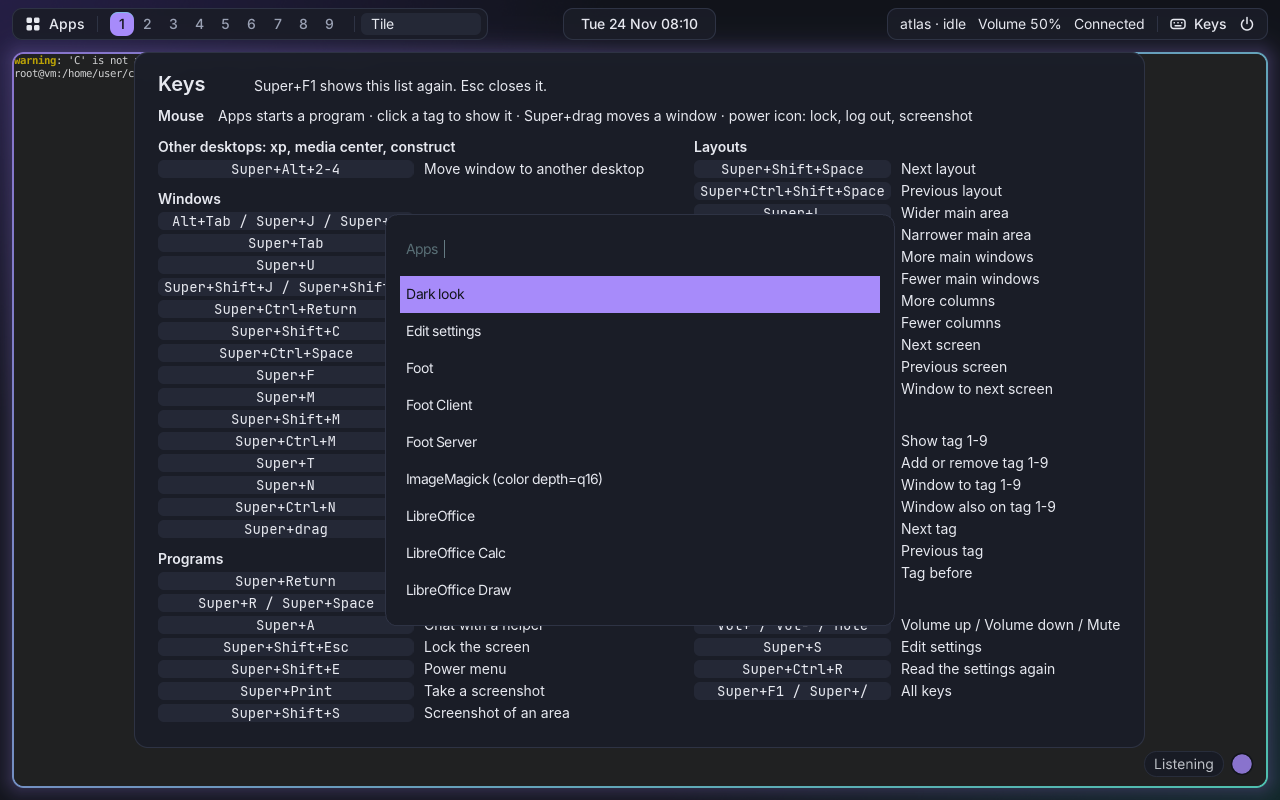 Apps 1 2 3 4 5 6 7 8 9 Tile Tue 24 Nov 08:10 atlas · idle Volume 50% Connected Keys
warning: 'C' is not
root@vm:/home/user/c
Keys Super+F1 shows this list again. Esc closes it.
Mouse Apps starts a program · click a tag to show it · Super+drag moves a window · power icon: lock, log out, screenshot
Other desktops: xp, media center, construct
Super+Alt+2-4 Move window to another desktop
Windows
Alt+Tab / Super+J / Super+
Super+Tab
Super+U
Super+Shift+J / Super+Shift
Super+Ctrl+Return
Super+Shift+C
Super+Ctrl+Space
Super+F
Super+M
Super+Shift+M
Super+Ctrl+M
Super+T
Super+N
Super+Ctrl+N
Super+drag
Programs
Super+Return
Super+R / Super+Space
Super+A Chat with a helper
Super+Shift+Esc Lock the screen
Super+Shift+E Power menu
Super+Print Take a screenshot
Super+Shift+S Screenshot of an area
Layouts
Super+Shift+Space Next layout
Super+Ctrl+Shift+Space Previous layout
Wider main area
Narrower main area
More main windows
Fewer main windows
More columns
Fewer columns
Next screen
Previous screen
Window to next screen
Show tag 1-9
Add or remove tag 1-9
Window to tag 1-9
Window also on tag 1-9
Next tag
Previous tag
Tag before
Vol+ / Vol- / Mute Volume up / Volume down / Mute
Super+S Edit settings
Super+Ctrl+R Read the settings again
Super+F1 / Super+/ All keys
Apps
Dark look
Edit settings
Foot
Foot Client
Foot Server
ImageMagick (color depth=q16)
LibreOffice
LibreOffice Calc
LibreOffice Draw
Listening